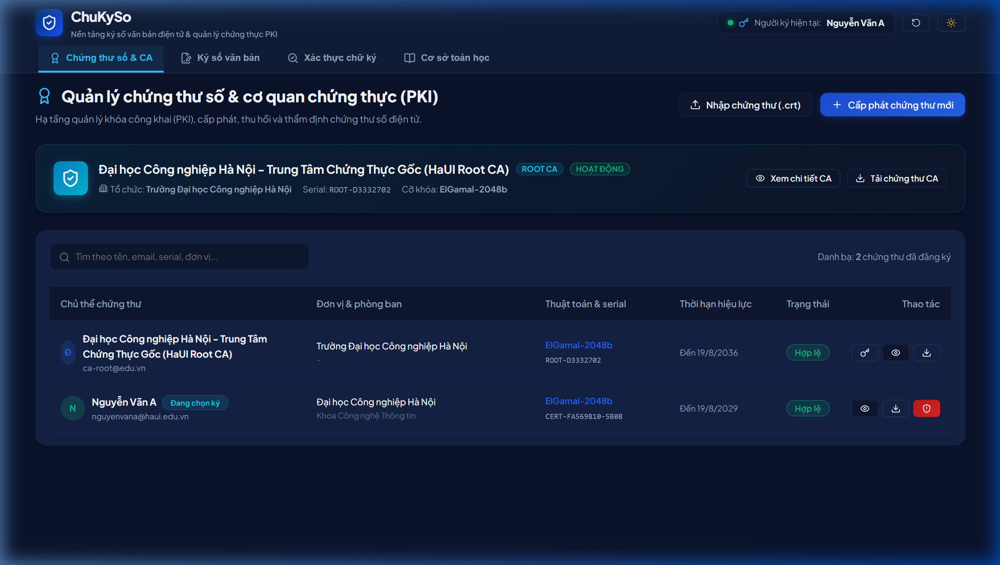 ChuKySo
Nền tảng ký số văn bản điện tử & quản lý chứng thực PKI
Người ký hiện tại: Nguyễn Văn A
Chứng thư số & CA
Ký số văn bản
Xác thực chữ ký
Cơ sở toán học
Quản lý chứng thư số & cơ quan chứng thực (PKI)
Hạ tầng quản lý khóa công khai (PKI), cấp phát, thu hồi và thẩm định chứng thư số điện tử.
Nhập chứng thư (.crt)
Cấp phát chứng thư mới
Đại học Công nghiệp Hà Nội - Trung Tâm Chứng Thực Gốc (HaUI Root CA)
ROOT CA
HOẠT ĐỘNG
Tổ chức: Trường Đại học Công nghiệp Hà Nội
Serial: ROOT-D3332702
Cỡ khóa: ElGamal-2048b
Xem chi tiết CA
Tải chứng thư CA
Tìm theo tên, email, serial, đơn vị...
Danh bạ: 2 chứng thư đã đăng ký
Chủ thể chứng thư
Đơn vị & phòng ban
Thuật toán & serial
Thời hạn hiệu lực
Trạng thái
Thao tác
Đ
Đại học Công nghiệp Hà Nội - Trung Tâm
Chứng Thực Gốc (HaUI Root CA)
ca-root@edu.vn
Trường Đại học Công nghiệp Hà Nội
-
ElGamal-2048b
ROOT-D3332702
Đến 19/8/2036
Hợp lệ
N
Nguyễn Văn A
Đang chọn ký
nguyenvana@haui.edu.vn
Đại học Công nghiệp Hà Nội
Khoa Công nghệ Thông tin
ElGamal-2048b
CERT-FA569810-5B08
Đến 19/8/2029
Hợp lệ